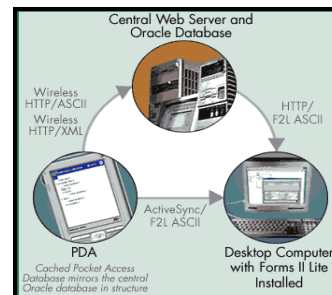 Central Web Server and
Oracle Database
Wireless
HTTP/ASCII
Wireless
HTTP/XML
HTTP/
F2L ASCII
ActiveSync/
F2L ASCII
PDA
Cached Pocket Access
Database mirrors the central
Oracle database in structure
Desktop Computer
with Forms II Lite
Installed